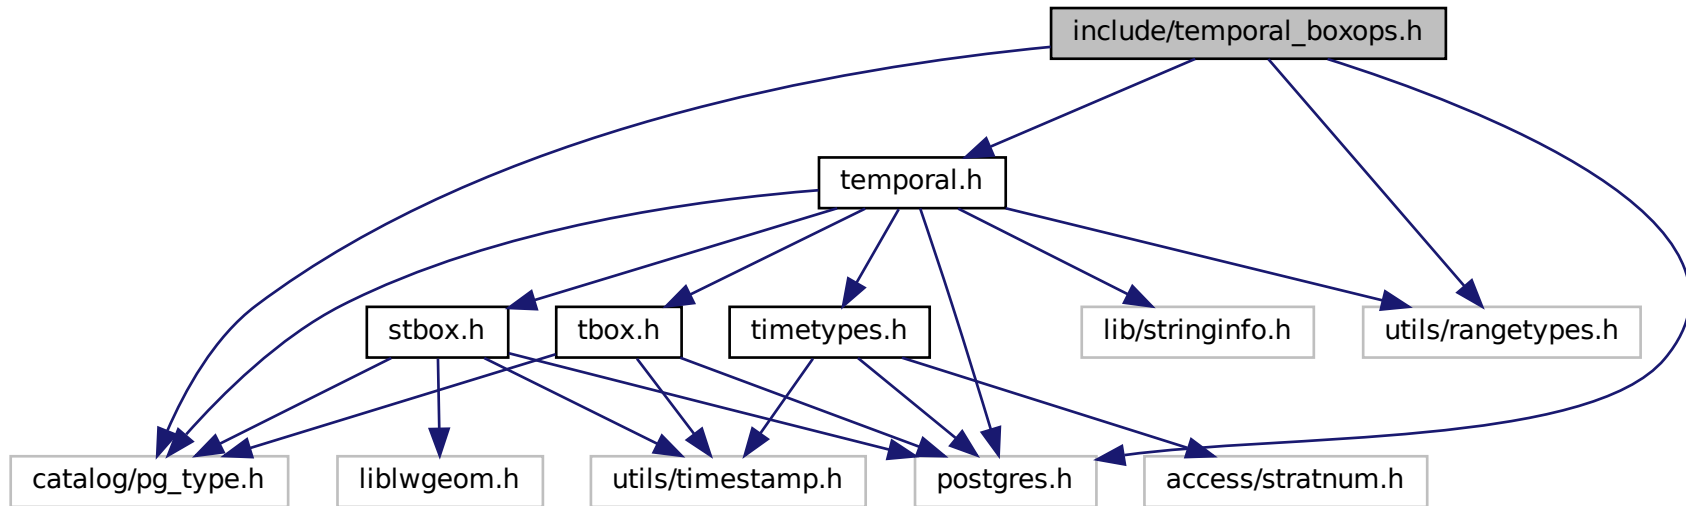 include/temporal_boxops.h
temporal.h
stbox.h
tbox.h
timetypes.h
lib/stringinfo.h
utils/rangetypes.h
catalog/pg_type.h
liblwgeom.h
utils/timestamp.h
postgres.h
access/stratnum.h